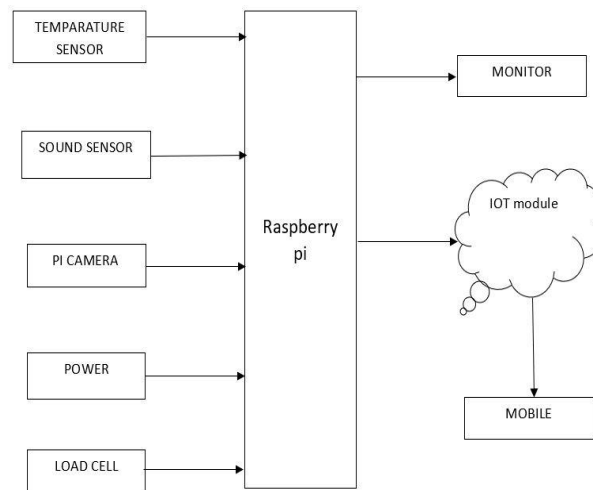 TEMPARATURE
SENSOR
SOUND SENSOR
PI CAMERA
POWER
LOAD CELL
Raspberry
pi
MONITOR
IOT module
MOBILE